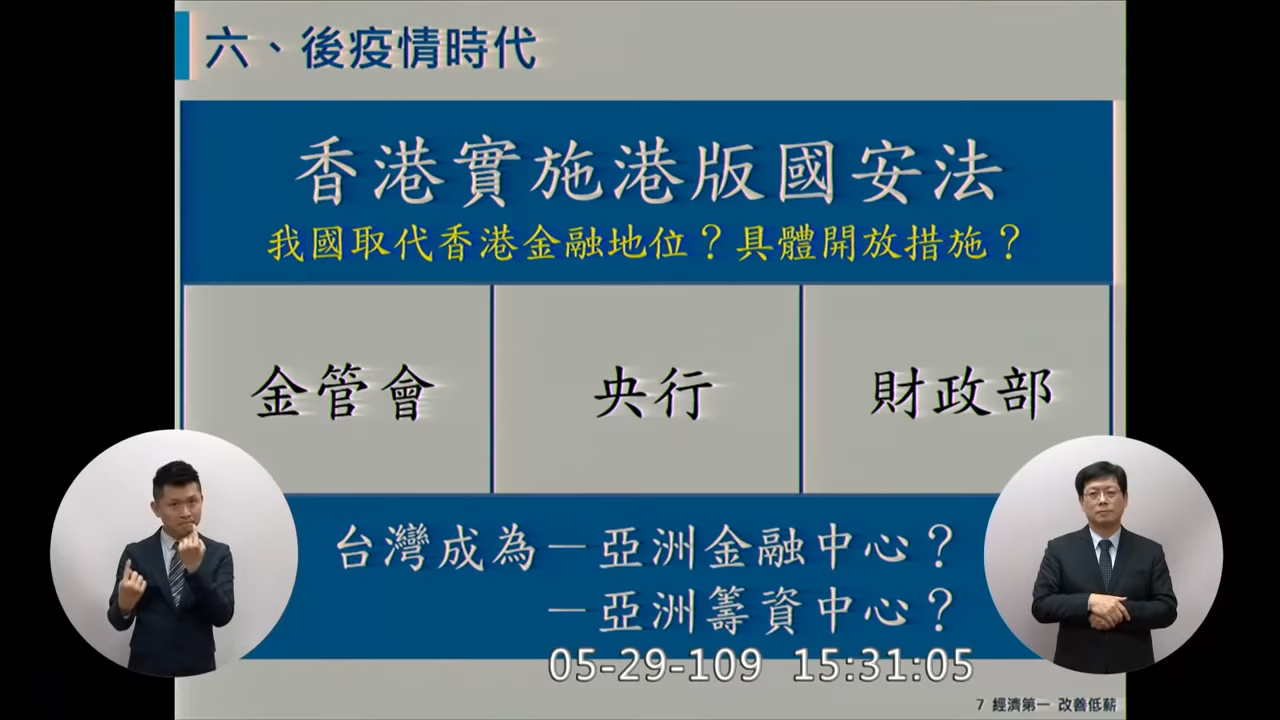 六、後疫情時代
香港實施港版國安法
我國取代香港金融地位？具體開放措施？
金管會
央行
財政部
台灣成為－亞洲金融中心？
－亞洲籌資中心？
05-29-109 15:31:05
7 經濟第一 改善低薪